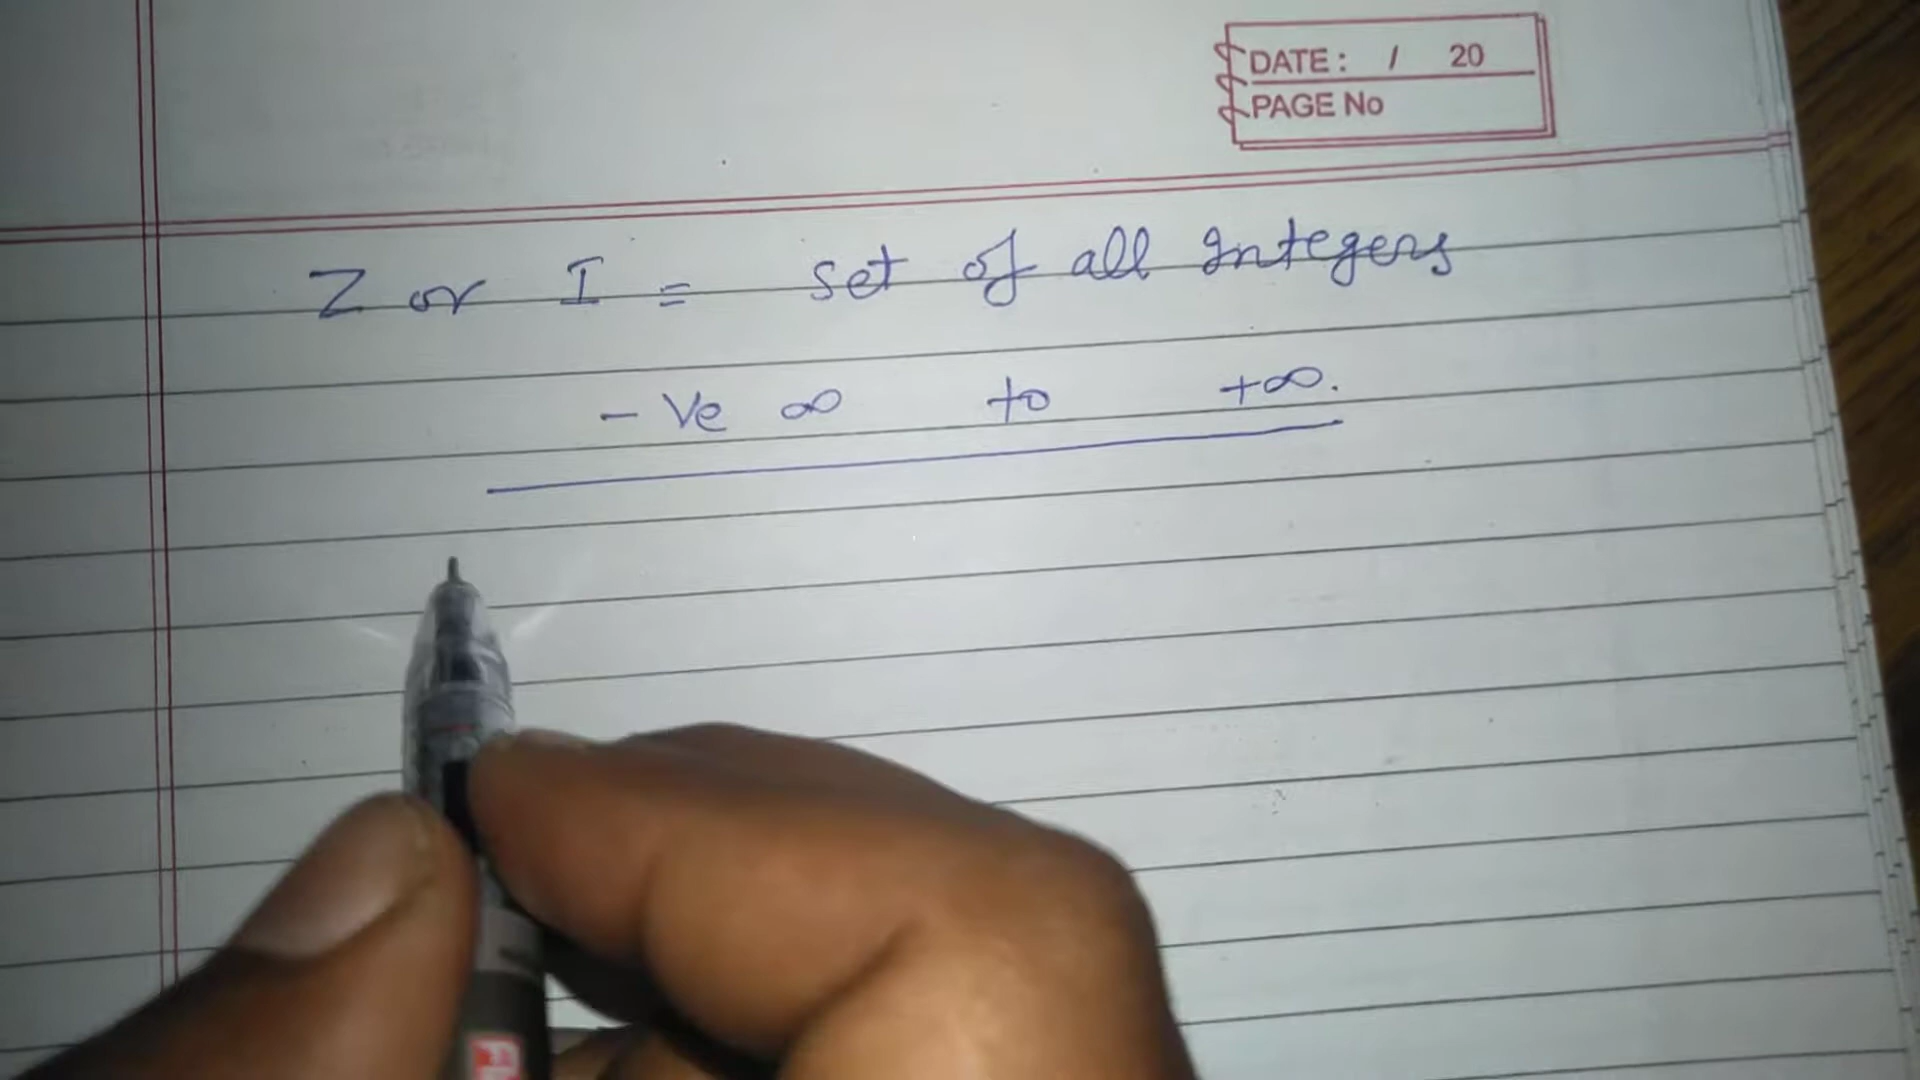 DATE : / 20
PAGE No
Z or I = set of all Integers
- ve ∞ to +∞.